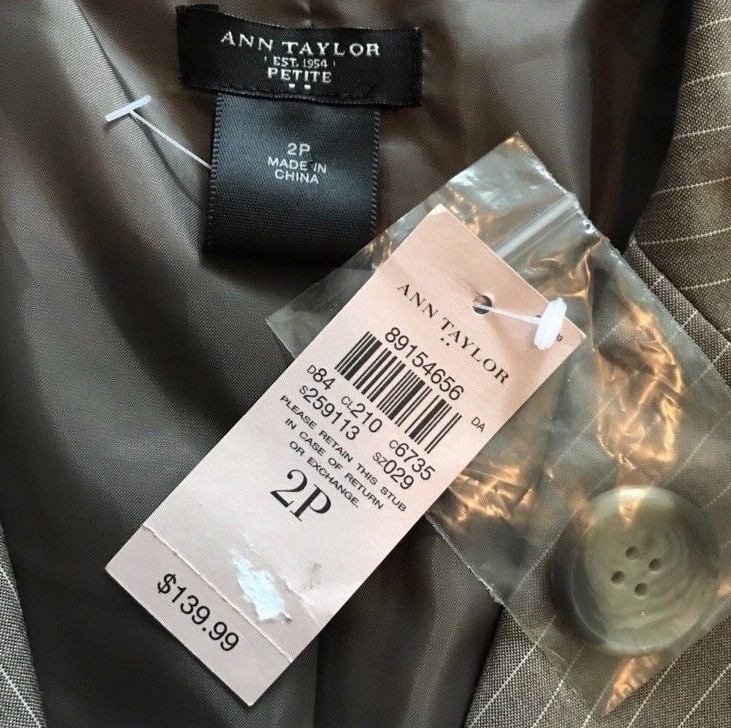 ANN TAYLOR
EST. 1954
PETITE
2P
MADE IN
CHINA
ANN TAYLOR
89154656
DA
D84 CL210 C6735
S259113 SZ029
PLEASE RETAIN THIS STUB
IN CASE OF RETURN
OR EXCHANGE.
2P
$139.99